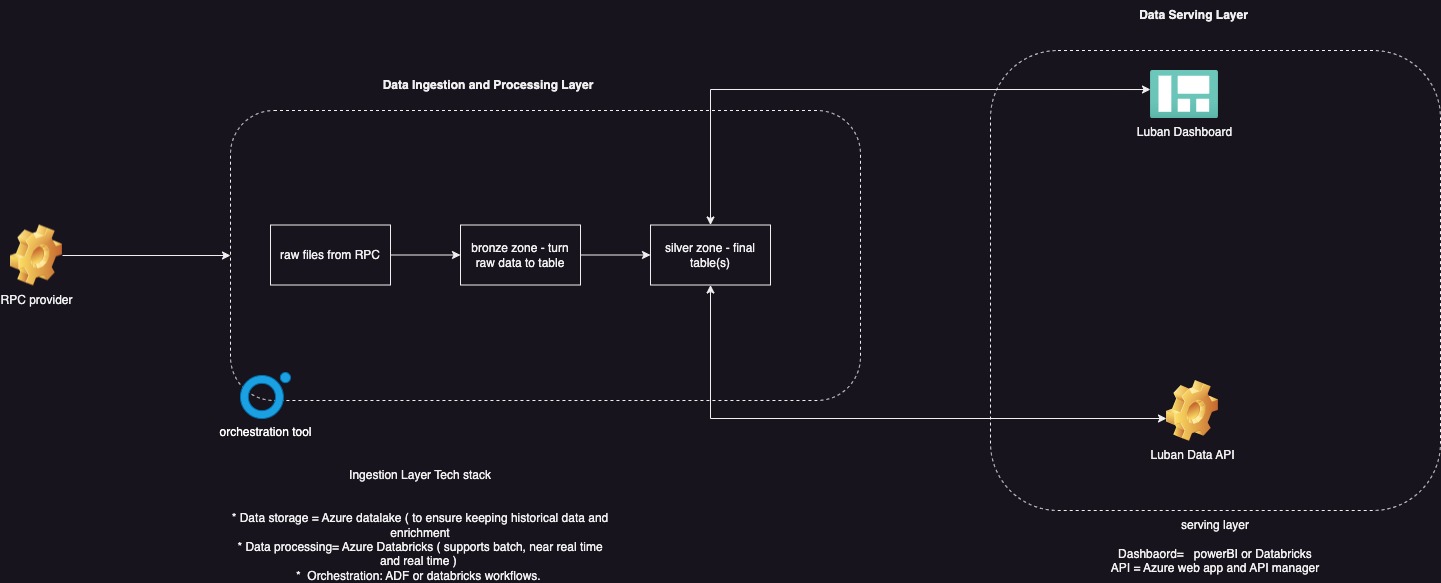 Data Serving Layer
Data Ingestion and Processing Layer
Luban Dashboard
raw files from RPC
bronze zone - turn
raw data to table
silver zone - final
table(s)
RPC provider
orchestration tool
Luban Data API
Ingestion Layer Tech stack
* Data storage = Azure datalake ( to ensure keeping historical data and
enrichment
* Data processing= Azure Databricks ( supports batch, near real time
and real time )
* Orchestration: ADF or databricks workflows.
serving layer
Dashbaord= powerBI or Databricks
API = Azure web app and API manager